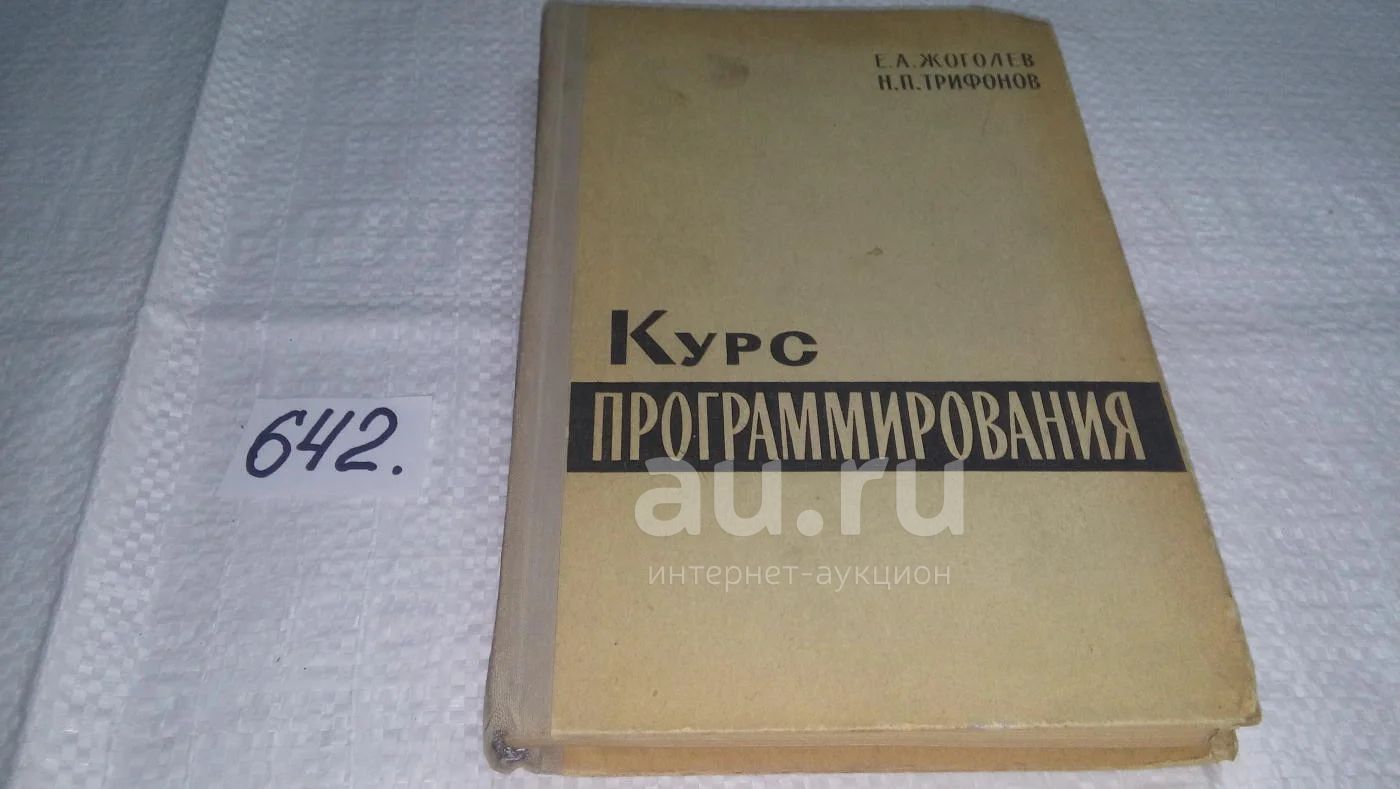 Е.А.ЖОГОЛЕВ
Н.П.ТРИФОНОВ
Курс
ПРОГРАММИРОВАНИЯ
642.
au.ru
интернет-аукцион